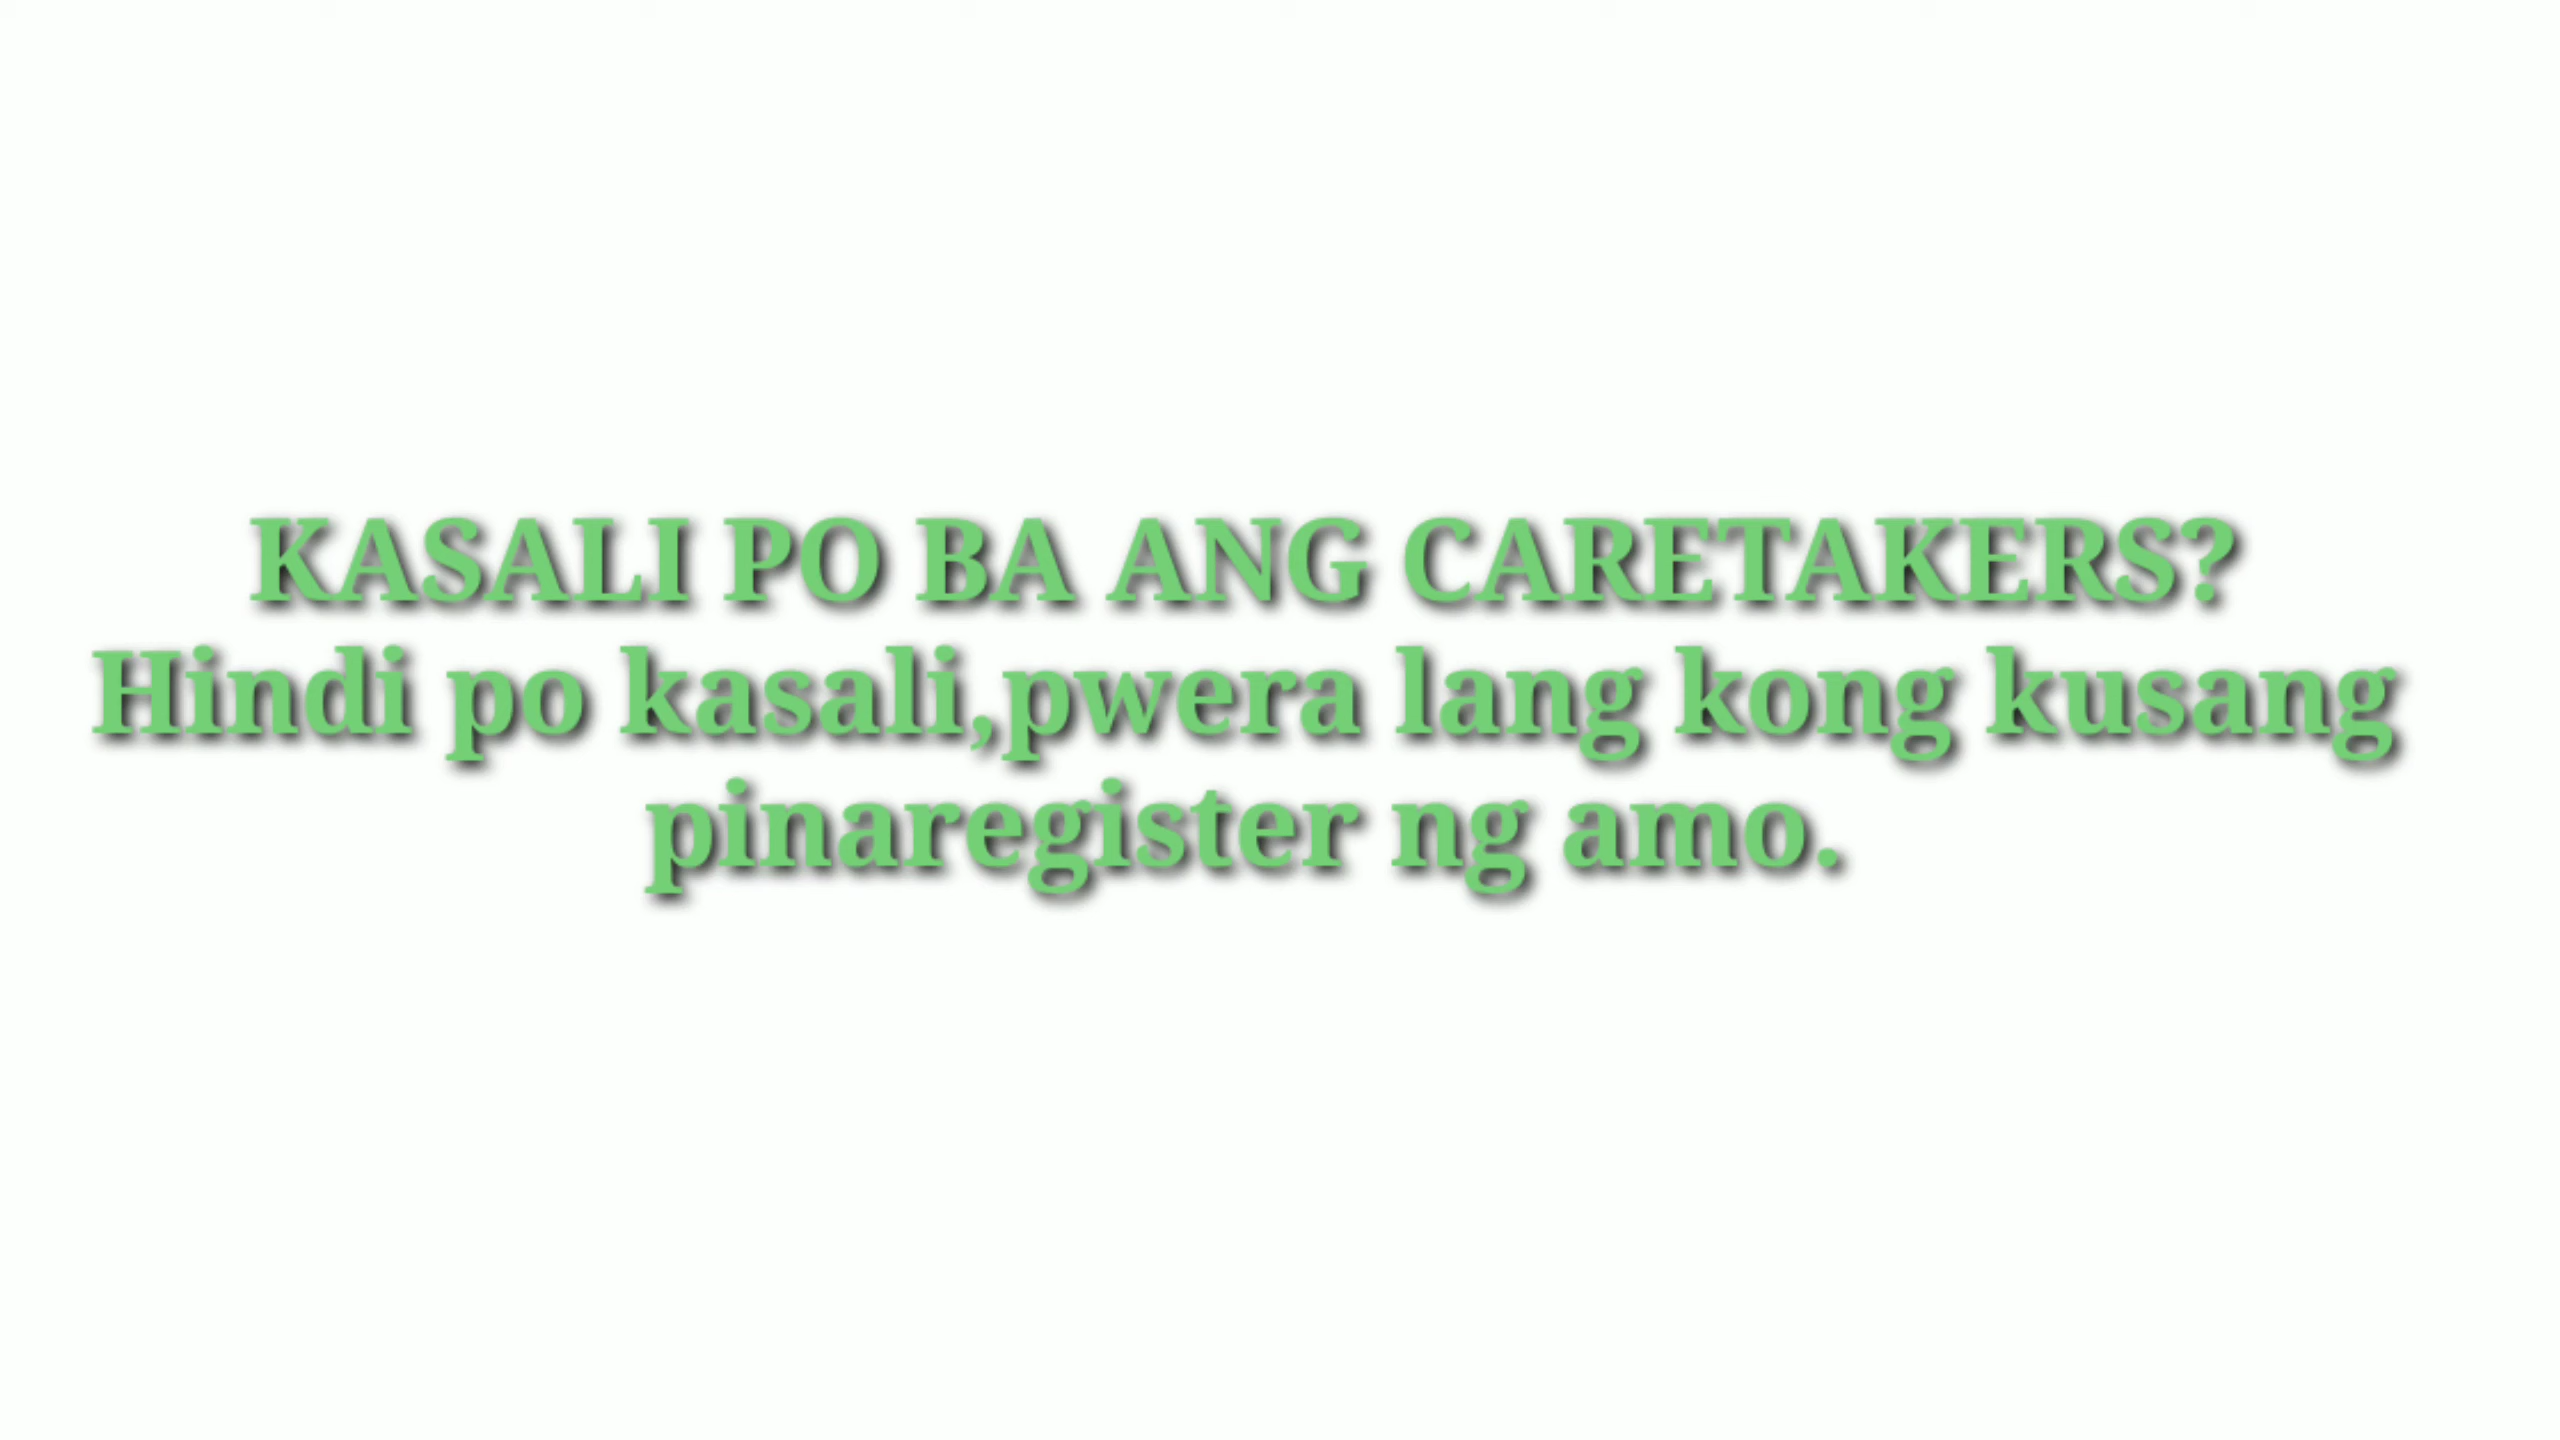 KASALI PO BA ANG CARETAKERS?
Hindi po kasali,pwera lang kong kusang
pinaregister ng amo.